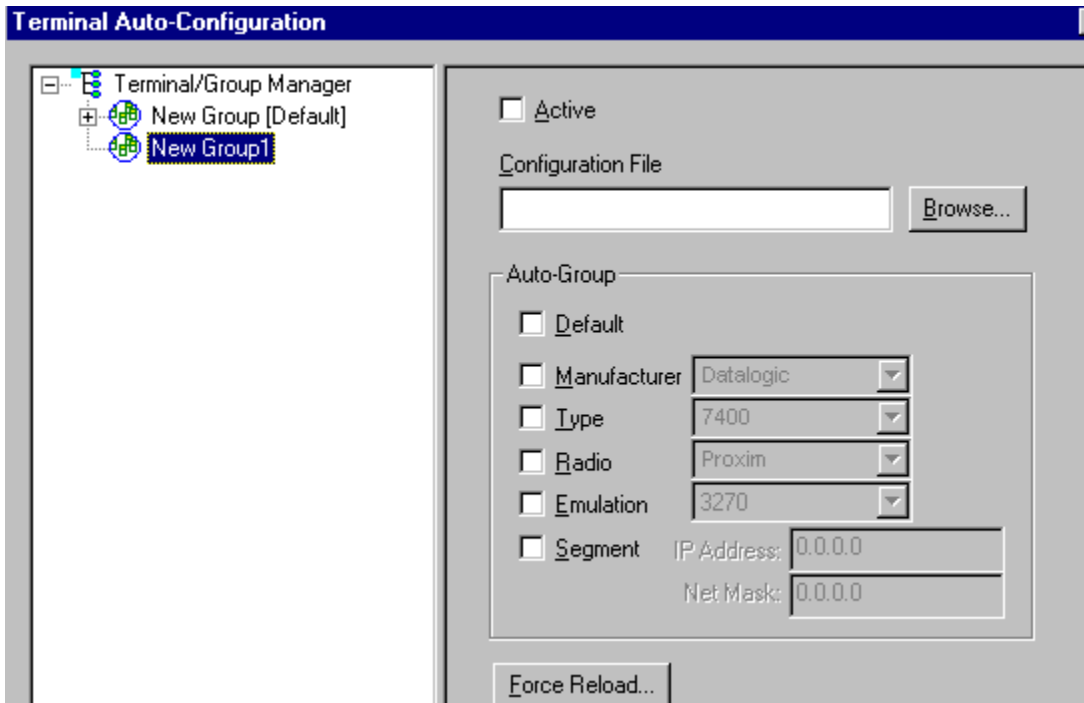 Terminal Auto-Configuration
Terminal/Group Manager
New Group [Default]
New Group1
Active
Configuration File
Browse...
Auto-Group
Default
Manufacturer Datalogic
Type 7400
Radio Proxim
Emulation 3270
Segment IP Address: 0.0.0.0
Net Mask: 0.0.0.0
Force Reload...